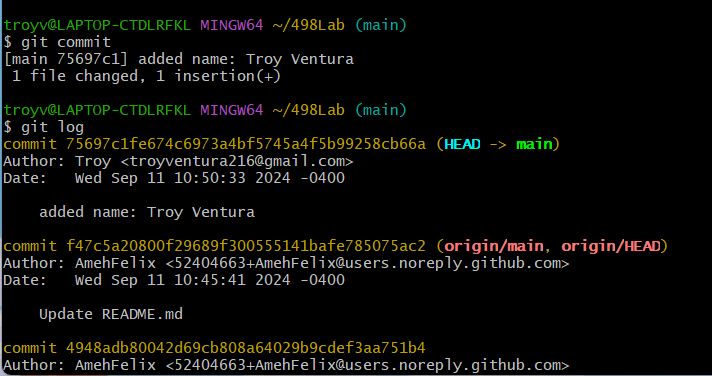 troyv@LAPTOP-CTDLRFKL MINGW64 ~/498Lab (main)
$ git commit
[main 75697c1] added name: Troy Ventura
 1 file changed, 1 insertion(+)

troyv@LAPTOP-CTDLRFKL MINGW64 ~/498Lab (main)
$ git log
commit 75697c1fe674c6973a4bf5745a4f5b99258cb66a (HEAD -> main)
Author: Troy <troyventura216@gmail.com>
Date:   Wed Sep 11 10:50:33 2024 -0400

    added name: Troy Ventura

commit f47c5a20800f29689f300555141bafe785075ac2 (origin/main, origin/HEAD)
Author: AmehFelix <52404663+AmehFelix@users.noreply.github.com>
Date:   Wed Sep 11 10:45:41 2024 -0400

    Update README.md

commit 4948adb80042d69cb808a64029b9cdef3aa751b4
Author: AmehFelix <52404663+AmehFelix@users.noreply.github.com>